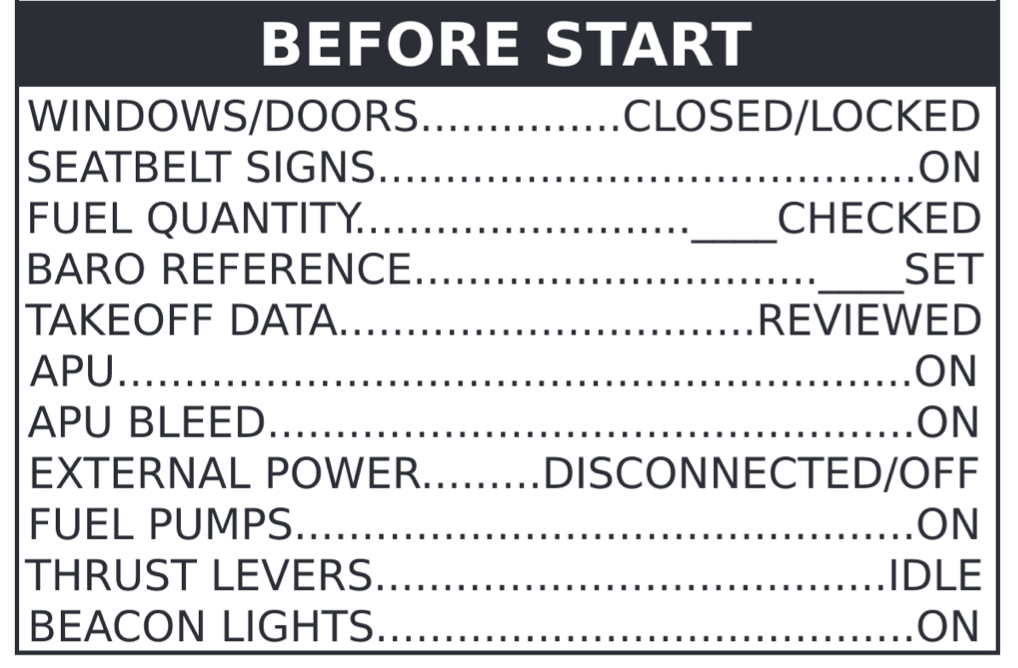 BEFORE START
WINDOWS/DOORS...............CLOSED/LOCKED
SEATBELT SIGNS........................................ON
FUEL QUANTITY.........................____CHECKED
BARO REFERENCE..............................____SET
TAKEOFF DATA...............................REVIEWED
APU...........................................................ON
APU BLEED................................................ON
EXTERNAL POWER.........DISCONNECTED/OFF
FUEL PUMPS..............................................ON
THRUST LEVERS......................................IDLE
BEACON LIGHTS........................................ON